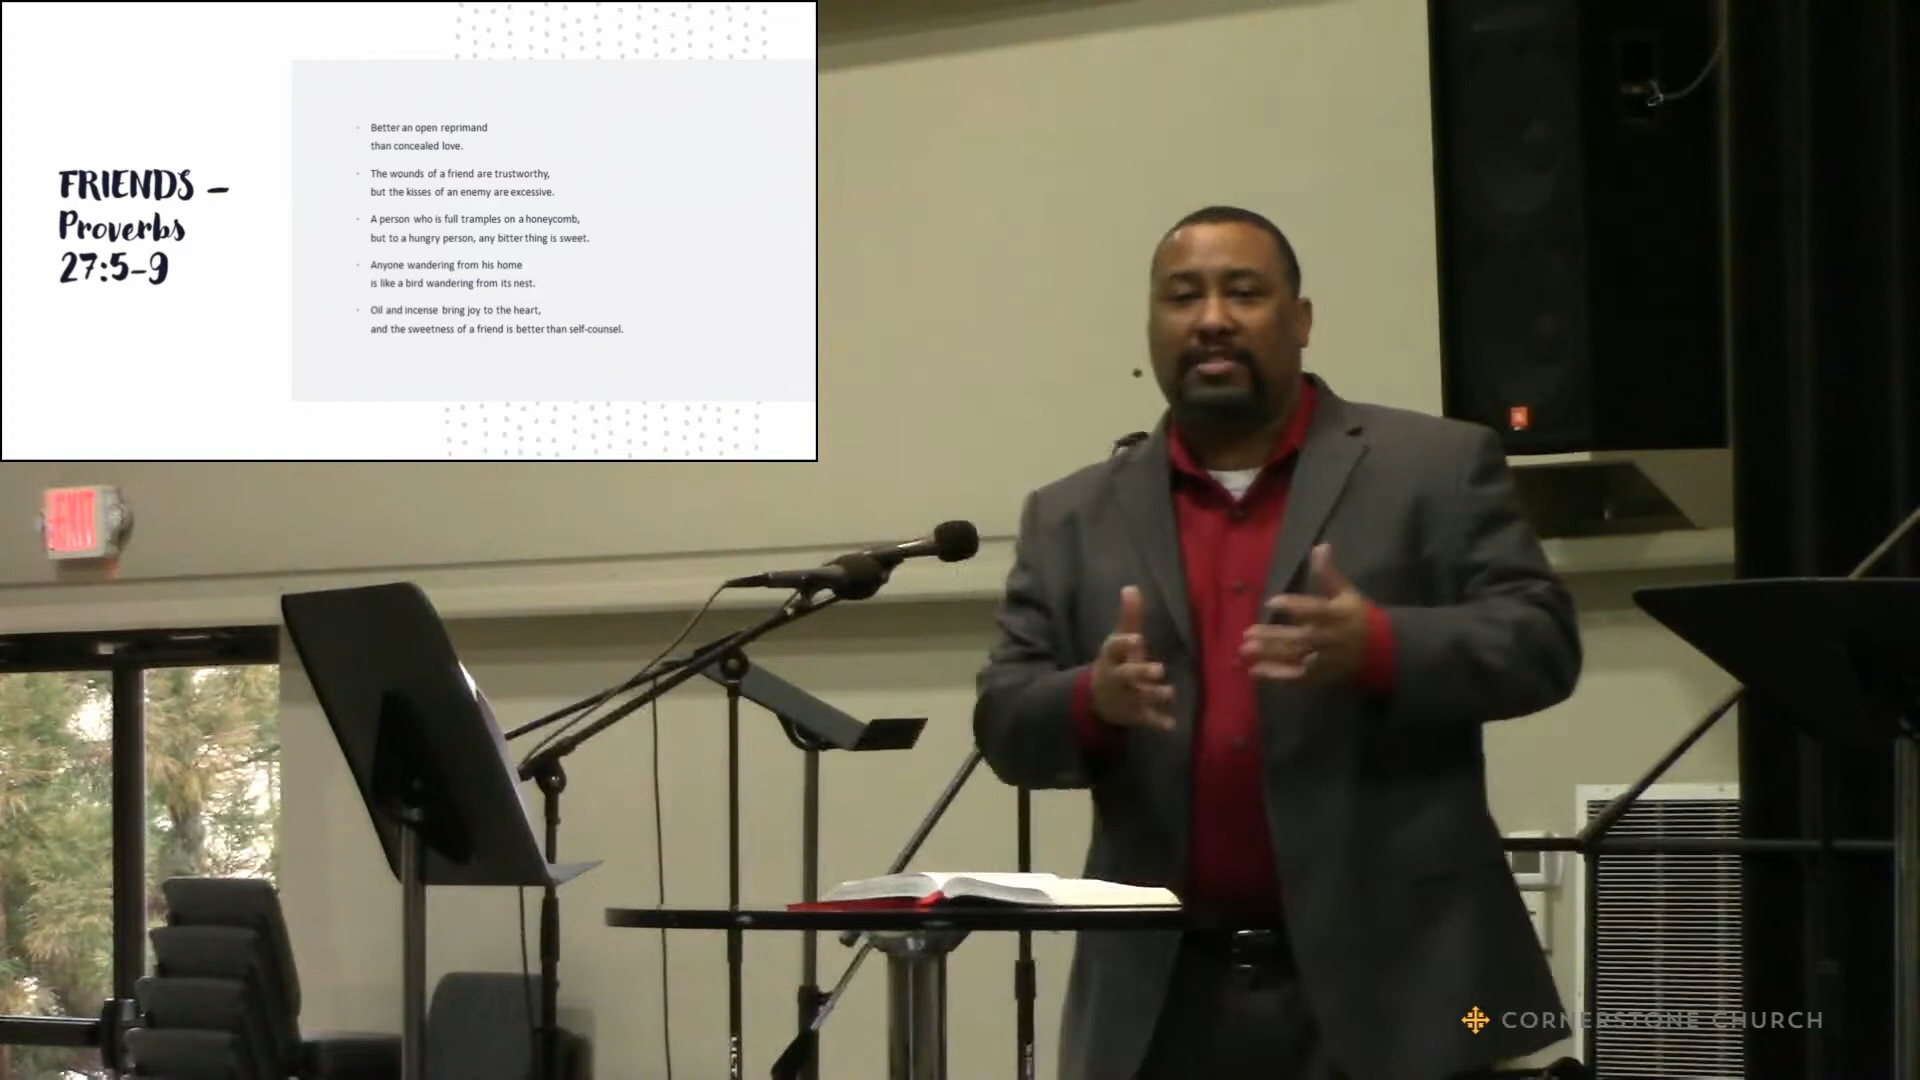 FRIENDS –
Proverbs
27:5-9
Better an open reprimand
than concealed love.
The wounds of a friend are trustworthy,
but the kisses of an enemy are excessive.
A person who is full tramples on a honeycomb,
but to a hungry person, any bitter thing is sweet.
Anyone wandering from his home
is like a bird wandering from its nest.
Oil and incense bring joy to the heart,
and the sweetness of a friend is better than self-counsel.
EXIT
CORNERSTONE CHURCH